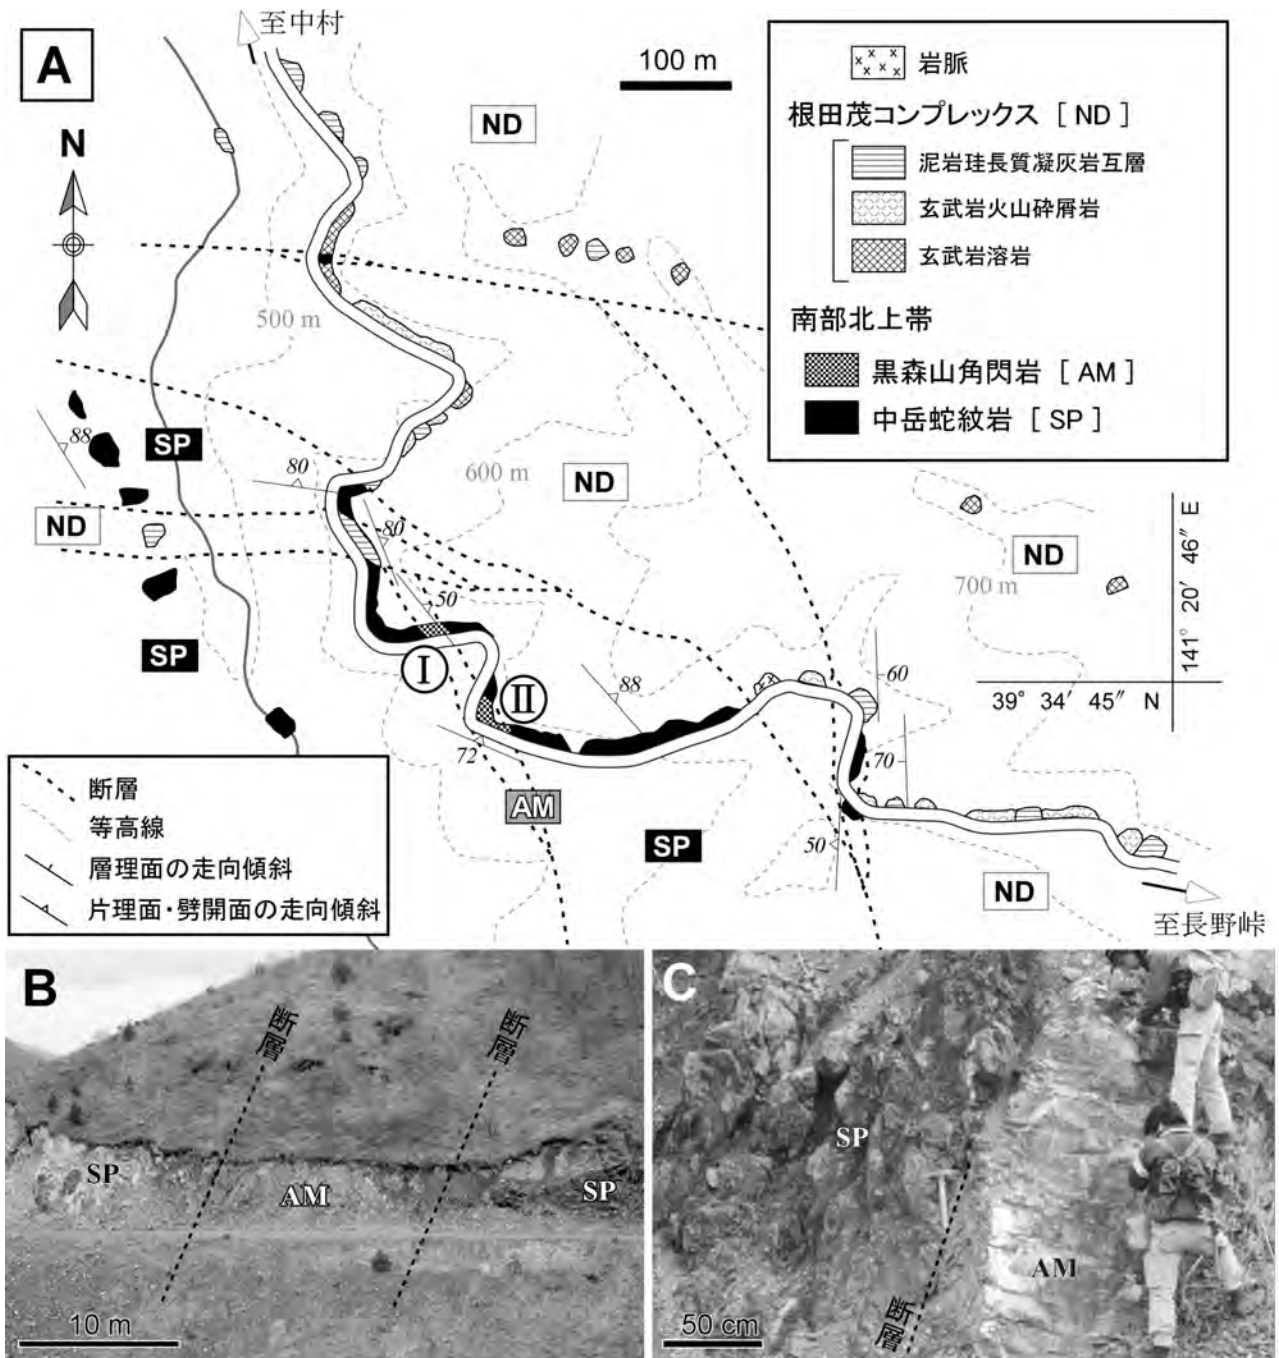 A
至中村
100 m
N
ND
岩脈
根田茂コンプレックス [ ND ]
泥岩珪長質凝灰岩互層
玄武岩火山砕屑岩
玄武岩溶岩
南部北上帯
黒森山角閃岩 [ AM ]
中岳蛇紋岩 [ SP ]
500 m
88
SP
80
600 m
ND
ND
80
ND
700 m
141° 20′ 46″ E
39° 34′ 45″ N
50
SP
Ⅰ
Ⅱ
88
60
72
70
AM
SP
50
ND
至長野峠
断層
等高線
層理面の走向傾斜
片理面・劈開面の走向傾斜
B
断層
断層
SP
AM
SP
10 m
C
SP
AM
断層
50 cm